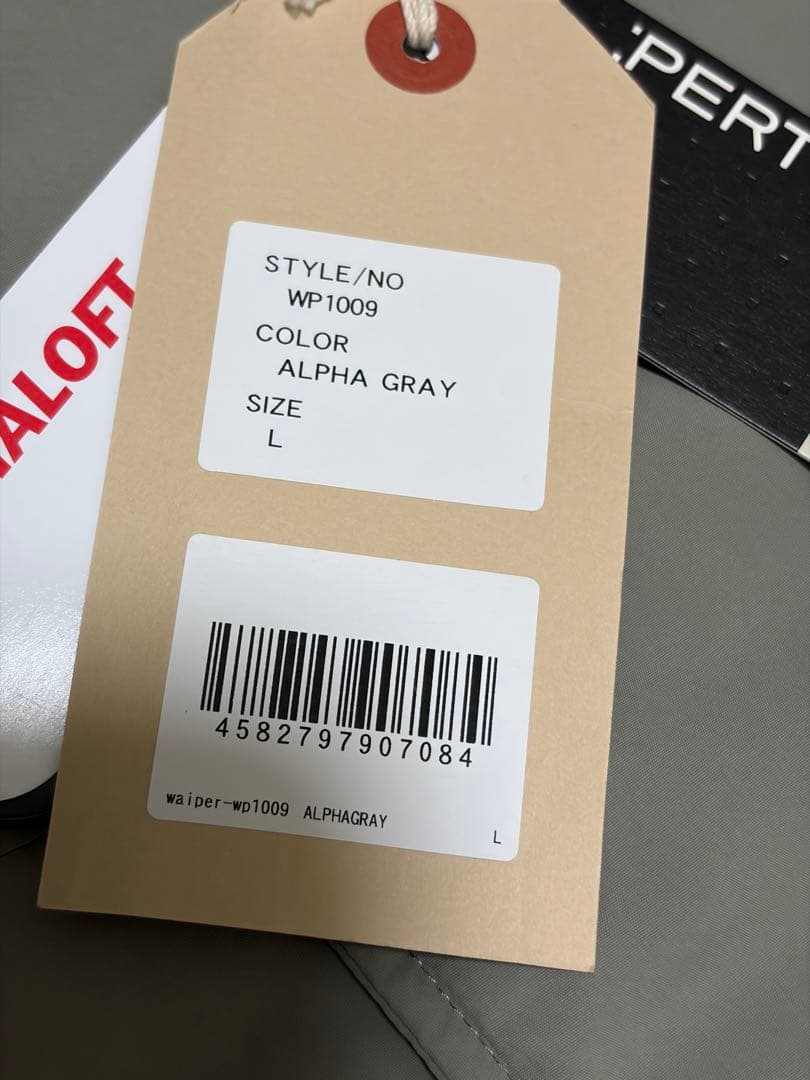 PERT
ALOFT
STYLE/NO
WP1009
COLOR
ALPHA GRAY
SIZE
L
4582797907084
waiper-wp1009 ALPHAGRAY
L